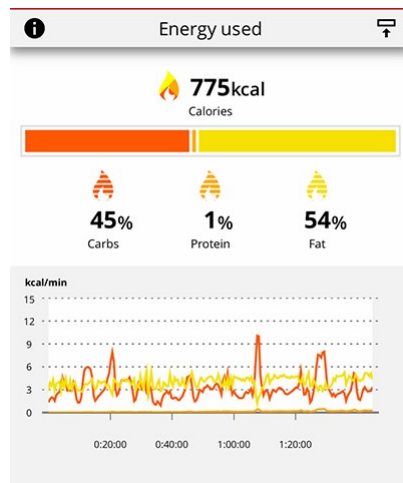 Energy used
775kcal
Calories
45% 1% 54%
Carbs Protein Fat
kcal/min
15
12
9
6
3
0
0:20:00 0:40:00 1:00:00 1:20:00